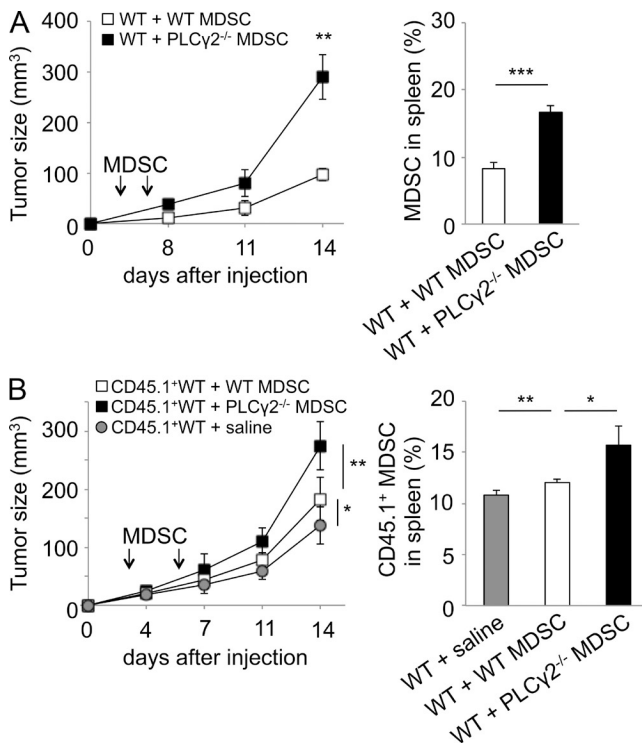 A
WT + WT MDSC
WT + PLCγ2-/- MDSC
Tumor size (mm3)
400
300
200
100
0
MDSC
**
0
8
11
14
days after injection
MDSC in spleen (%)
30
20
10
0
***
WT + WT MDSC
WT + PLCγ2-/- MDSC
B
CD45.1+WT + WT MDSC
CD45.1+WT + PLCγ2-/- MDSC
CD45.1+WT + saline
Tumor size (mm3)
300
200
100
0
MDSC
**
*
0
4
7
11
14
days after injection
CD45.1+ MDSC
in spleen (%)
20
15
10
5
0
**
*
WT + saline
WT + WT MDSC
WT + PLCγ2-/- MDSC